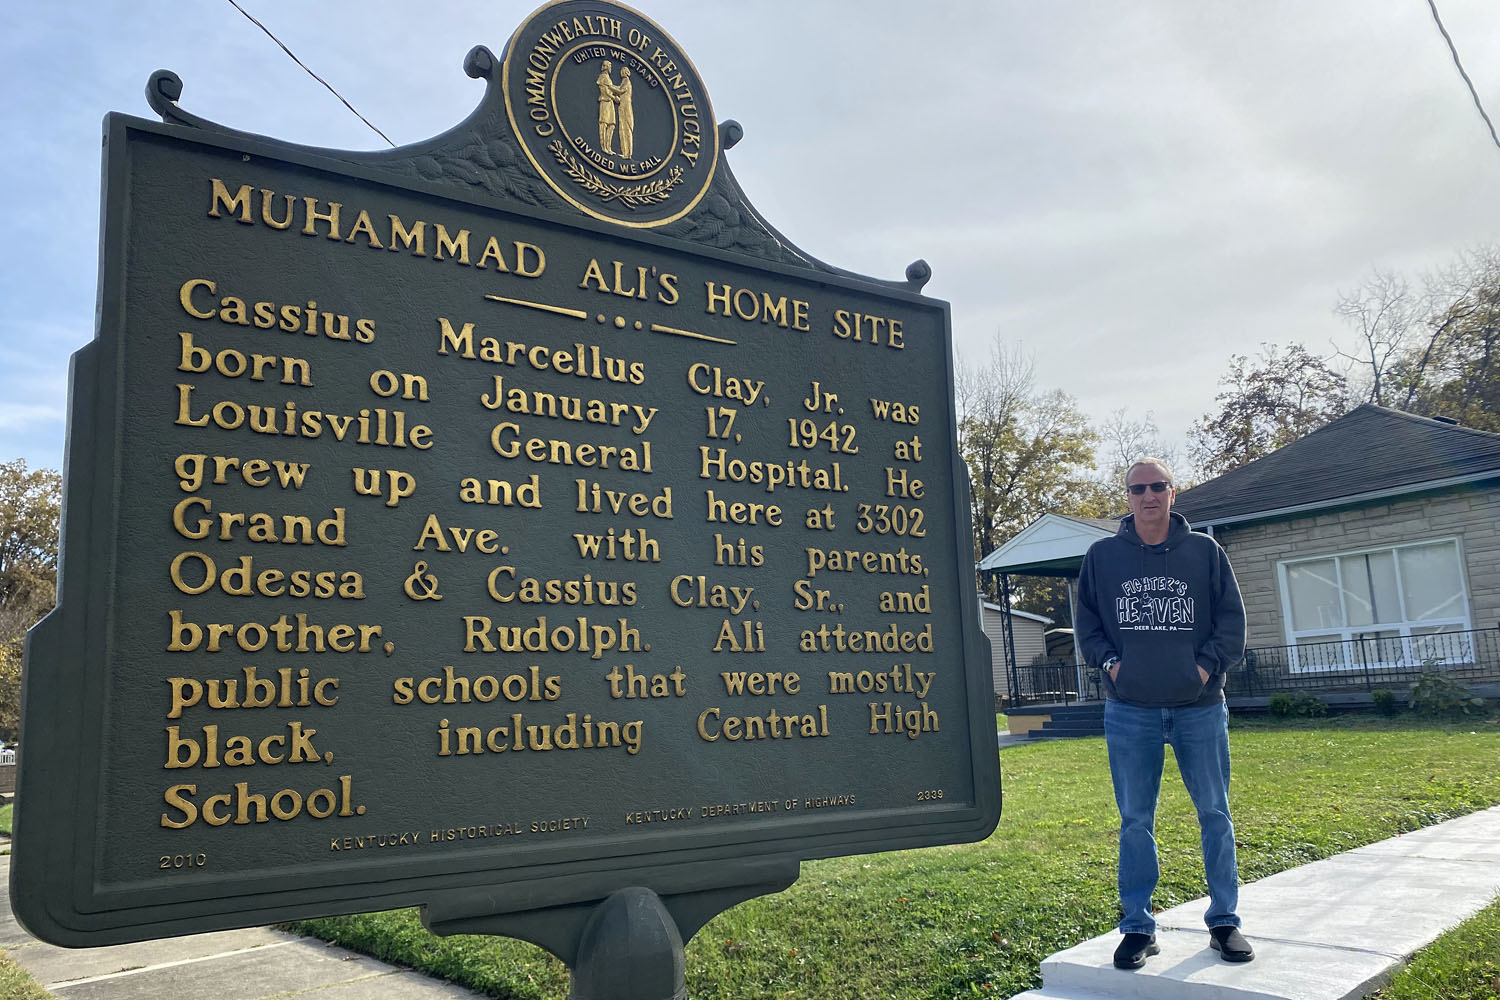 COMMONWEALTH OF KENTUCKY
UNITED WE STAND
DIVIDED WE FALL
MUHAMMAD ALI'S HOME SITE
Cassius Marcellus Clay, Jr. was
born on January 17, 1942 at
Louisville General Hospital. He
grew up and lived here at 3302
Grand Ave. with his parents,
Odessa & Cassius Clay, Sr., and
brother, Rudolph. Ali attended
public schools that were mostly
black, including Central High
School.
2010 KENTUCKY HISTORICAL SOCIETY KENTUCKY DEPARTMENT OF HIGHWAYS 2339
FIGHTER'S
HEAVEN
DEER LAKE, PA